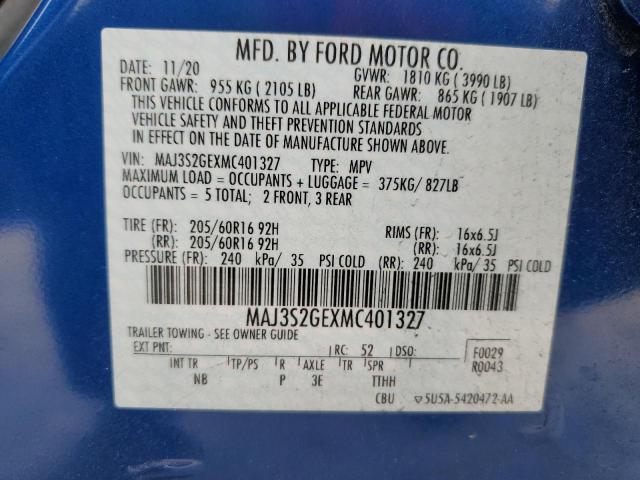 MFD. BY FORD MOTOR CO.
DATE: 11/20 GVWR: 1810 KG (3990 LB)
FRONT GAWR: 955 KG (2105 LB) REAR GAWR: 865 KG (1907 LB)
THIS VEHICLE CONFORMS TO ALL APPLICABLE FEDERAL MOTOR
VEHICLE SAFETY AND THEFT PREVENTION STANDARDS
IN EFFECT ON THE DATE OF MANUFACTURE SHOWN ABOVE.
VIN: MAJ3S2GEXMC401327 TYPE: MPV
MAXIMUM LOAD = OCCUPANTS + LUGGAGE = 375KG/ 827LB
OCCUPANTS = 5 TOTAL; 2 FRONT, 3 REAR
TIRE (FR): 205/60R16 92H RIMS (FR): 16x6.5J
(RR): 205/60R16 92H (RR): 16x6.5J
PRESSURE (FR): 240 kPa/ 35 PSI COLD (RR): 240 kPa/ 35 PSI COLD
MAJ3S2GEXMC401327
TRAILER TOWING - SEE OWNER GUIDE
EXT PNT: RC: 52 DSO: F0029
INT TR TP/PS R AXLE TR SPR R0043
NB P 3E TTHH
CBU 5U5A-5420472-AA